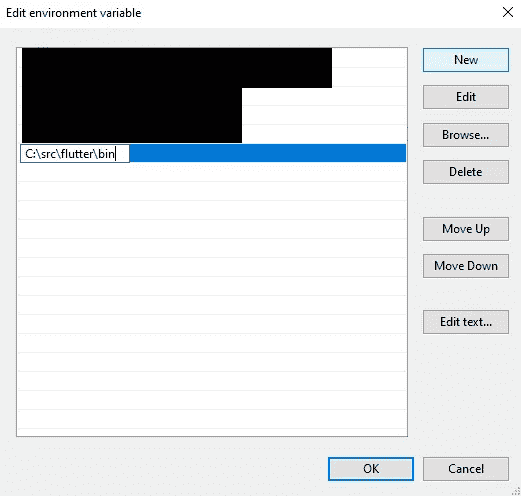 Edit environment variable
New
Edit
Browse...
C:\src\flutter\bin
Delete
Move Up
Move Down
Edit text...
OK
Cancel